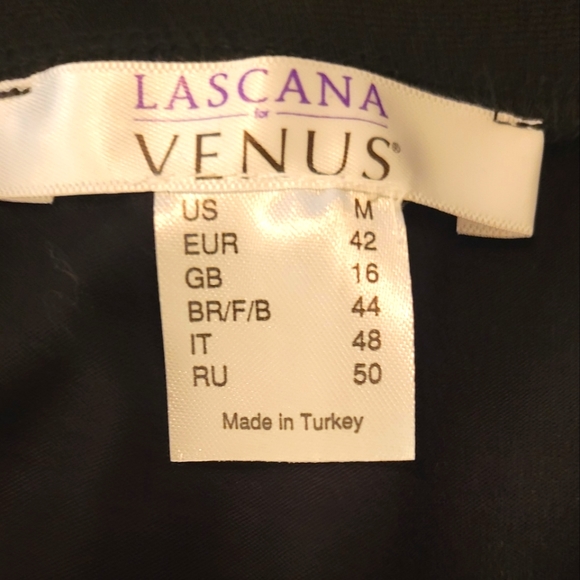 LASCANA
for
VENUS®
US M
EUR 42
GB 16
BR/F/B 44
IT 48
RU 50
Made in Turkey